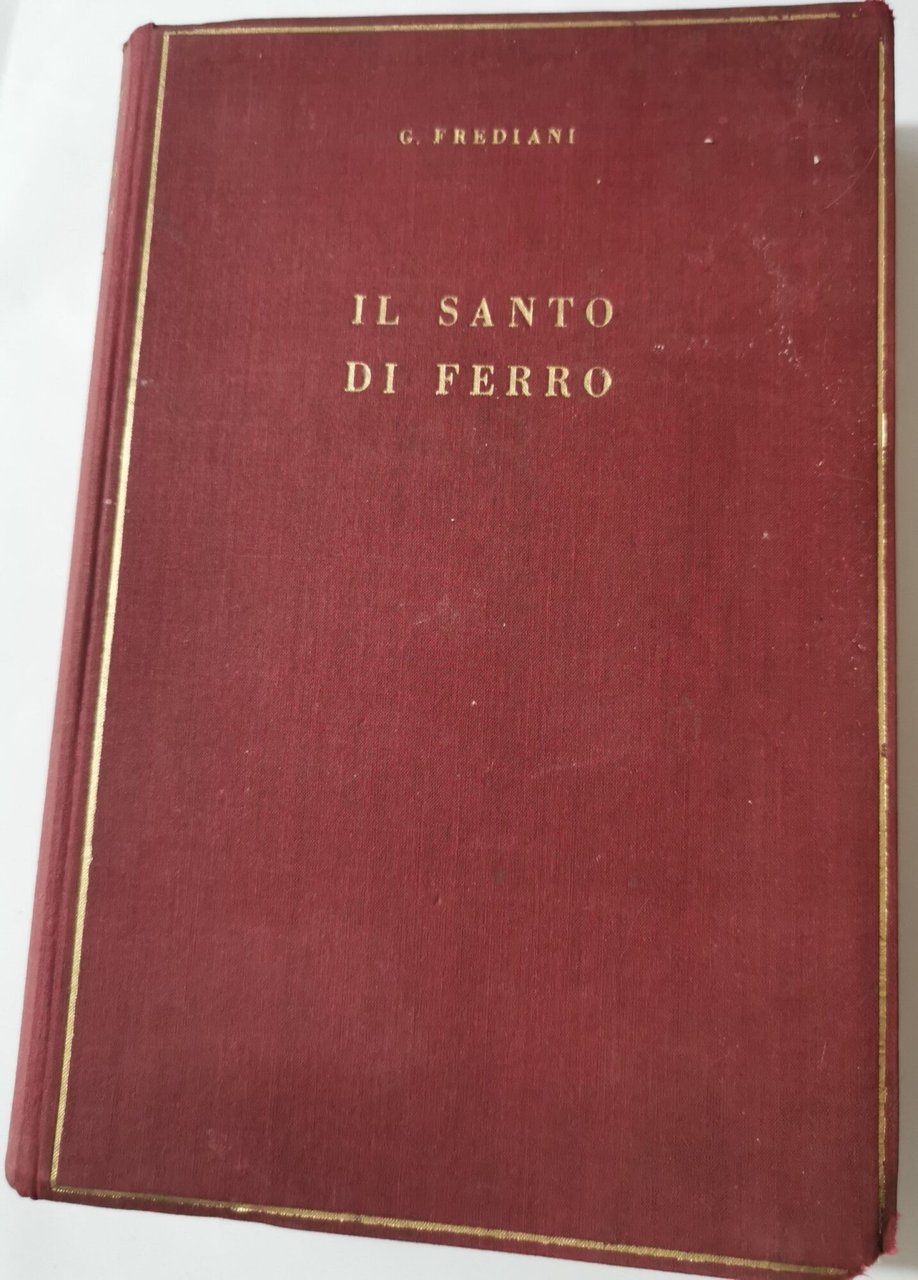 G. FREDIANI
IL SANTO
DI FERRO